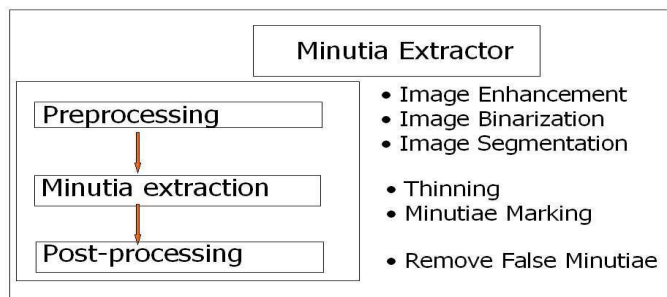 Minutia Extractor
Preprocessing
• Image Enhancement
• Image Binarization
• Image Segmentation
Minutia extraction
• Thinning
• Minutiae Marking
Post-processing
• Remove False Minutiae